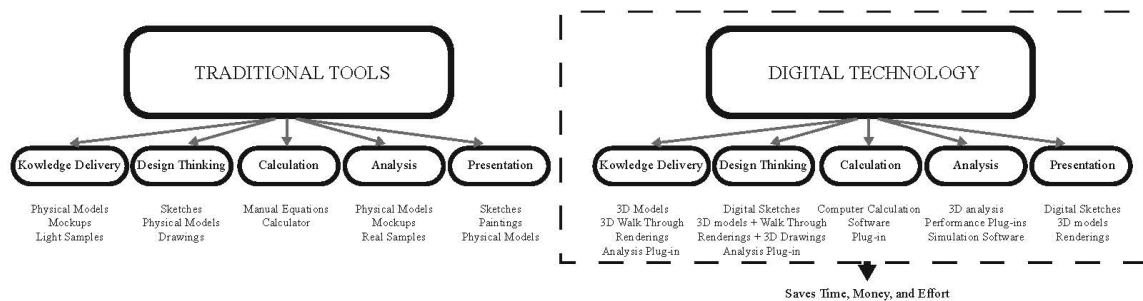 TRADITIONAL TOOLS
Kowledge Delivery
Design Thinking
Calculation
Analysis
Presentation
Physical Models
Mockups
Light Samples
Sketches
Physical Models
Drawings
Manual Equations
Calculator
Physical Models
Mockups
Real Samples
Sketches
Paintings
Physical Models
DIGITAL TECHNOLOGY
Kowledge Delivery
Design Thinking
Calculation
Analysis
Presentation
3D Models
3D Walk Through
Renderings
Analysis Plug-in
Digital Sketches
3D models + Walk Through
Renderings + 3D Drawings
Analysis Plug-in
Computer Calculation
Software
Plug-in
3D analysis
Performance Plug-ins
Simulation Software
Digital Sketches
3D models
Renderings
Saves Time, Money, and Effort